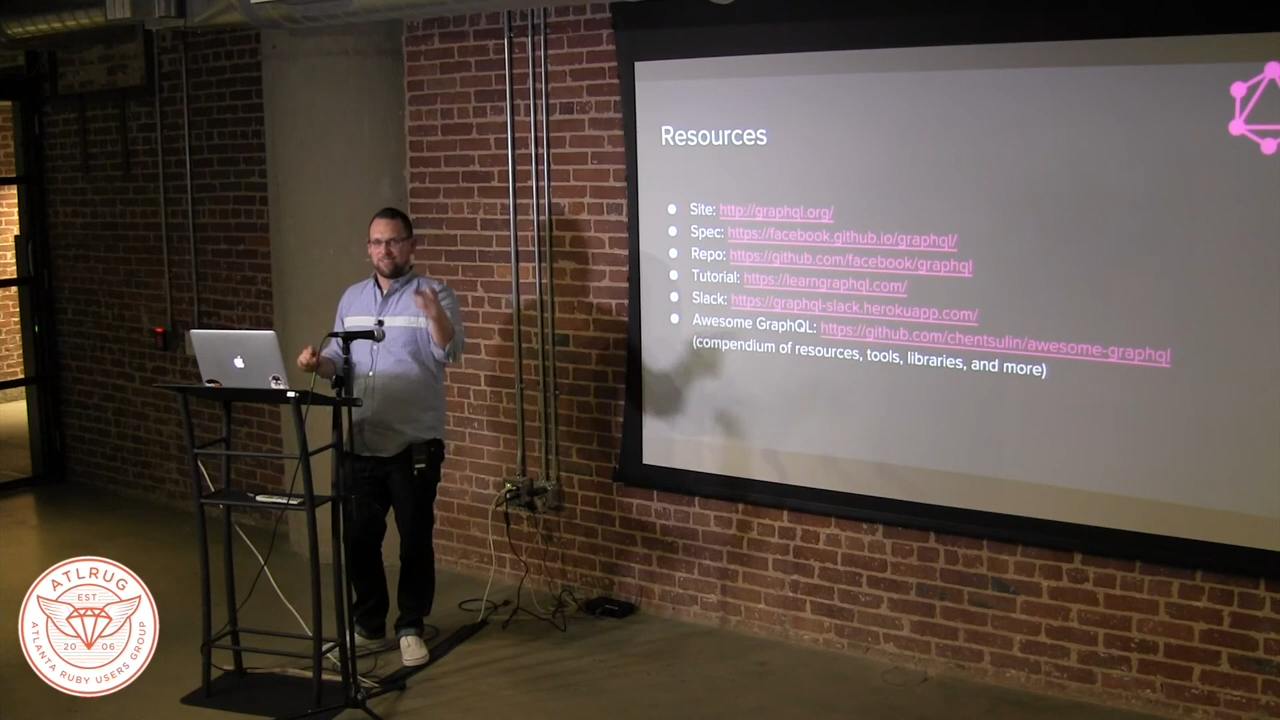 Resources
Site: http://graphql.org/
Spec: https://facebook.github.io/graphql/
Repo: https://github.com/facebook/graphql
Tutorial: https://learngraphql.com/
Slack: https://graphql-slack.herokuapp.com/
Awesome GraphQL: https://github.com/chentsulin/awesome-graphql
(compendium of resources, tools, libraries, and more)
ATLRUG
EST.
20 06
ATLANTA RUBY USERS GROUP